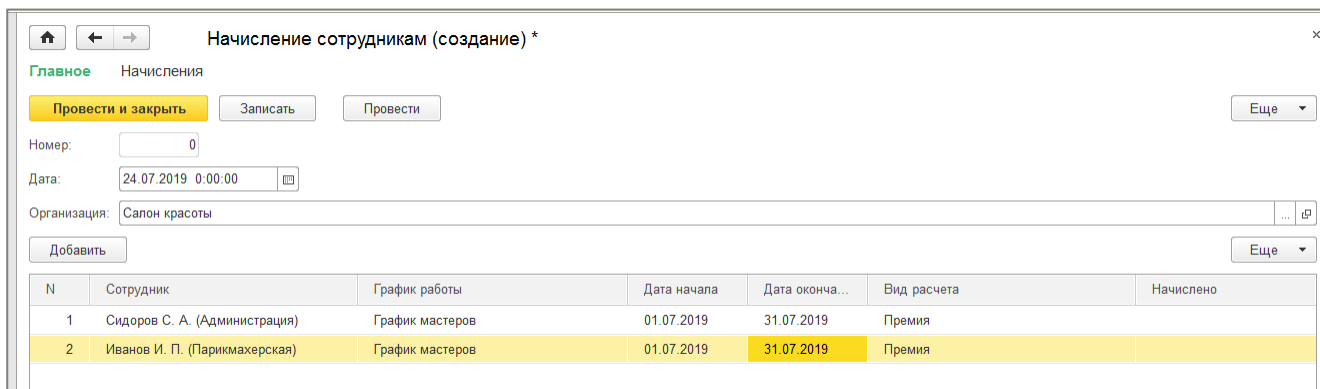 Начисление сотрудникам (создание) *
Главное Начисления
Провести и закрыть Записать Провести Еще
Номер: 0
Дата: 24.07.2019 0:00:00
Организация: Салон красоты ...
Добавить Еще
N Сотрудник График работы Дата начала Дата оконча... Вид расчета Начислено
1 Сидоров С. А. (Администрация) График мастеров 01.07.2019 31.07.2019 Премия
2 Иванов И. П. (Парикмахерская) График мастеров 01.07.2019 31.07.2019 Премия